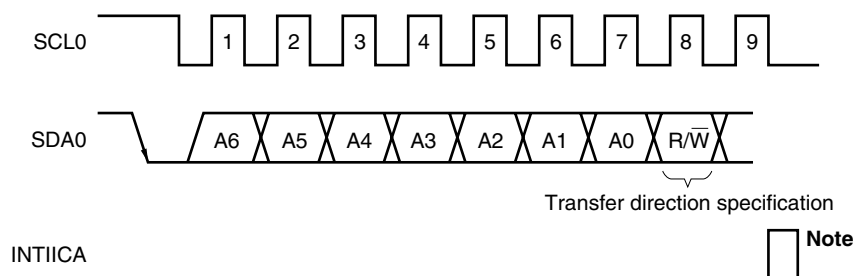 SCL0 1 2 3 4 5 6 7 8 9
SDA0 A6 A5 A4 A3 A2 A1 A0 R/W̅
Transfer direction specification
Note
INTIICA